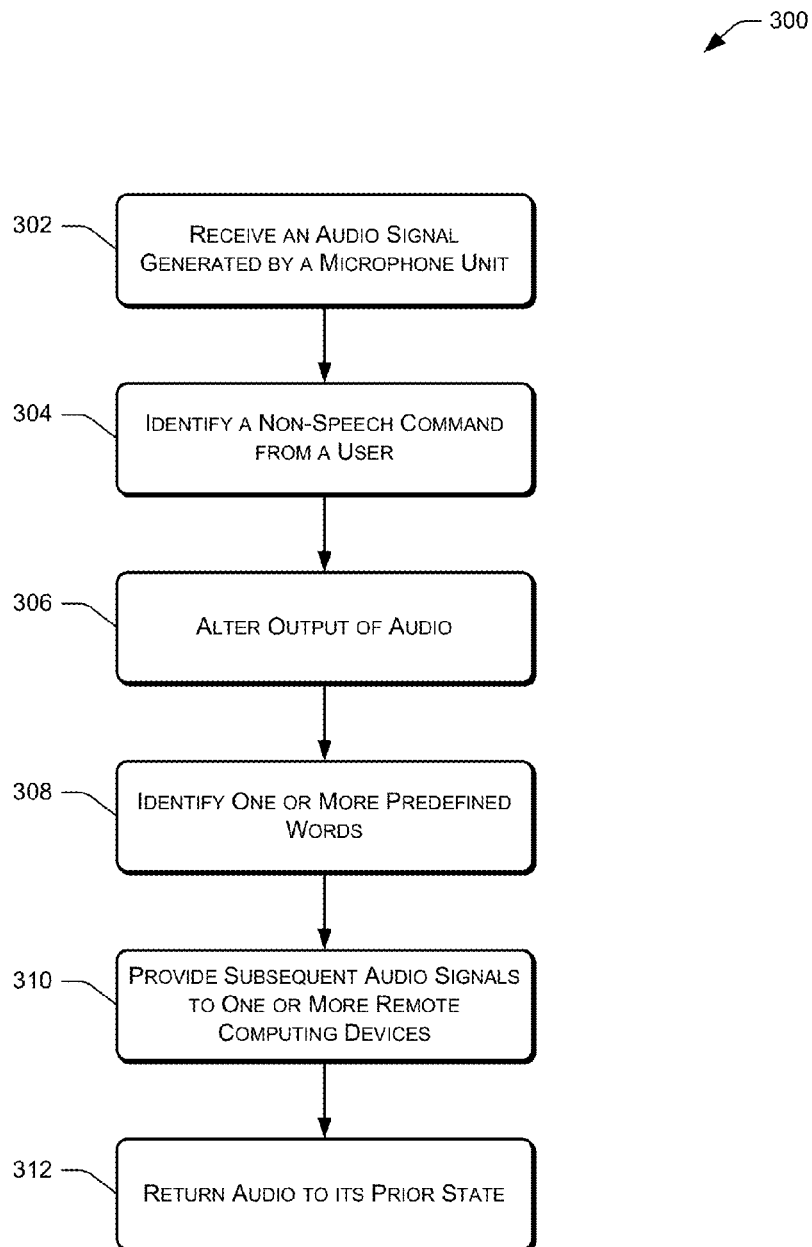 300
302
RECEIVE AN AUDIO SIGNAL
GENERATED BY A MICROPHONE UNIT
304
IDENTIFY A NON-SPEECH COMMAND
FROM A USER
306
ALTER OUTPUT OF AUDIO
308
IDENTIFY ONE OR MORE PREDEFINED
WORDS
310
PROVIDE SUBSEQUENT AUDIO SIGNALS
TO ONE OR MORE REMOTE
COMPUTING DEVICES
312
RETURN AUDIO TO ITS PRIOR STATE